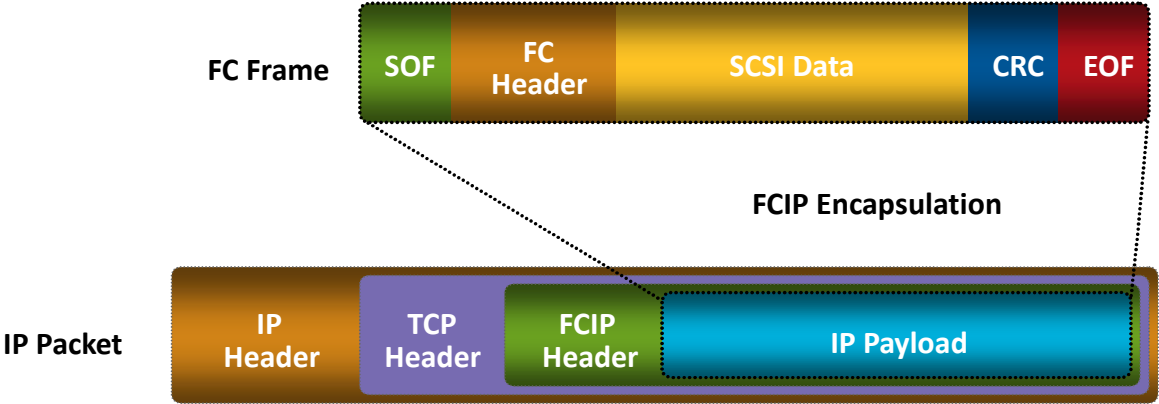 FC Frame
SOF
FC
Header
SCSI Data
CRC
EOF
FCIP Encapsulation
IP Packet
IP
Header
TCP
Header
FCIP
Header
IP Payload